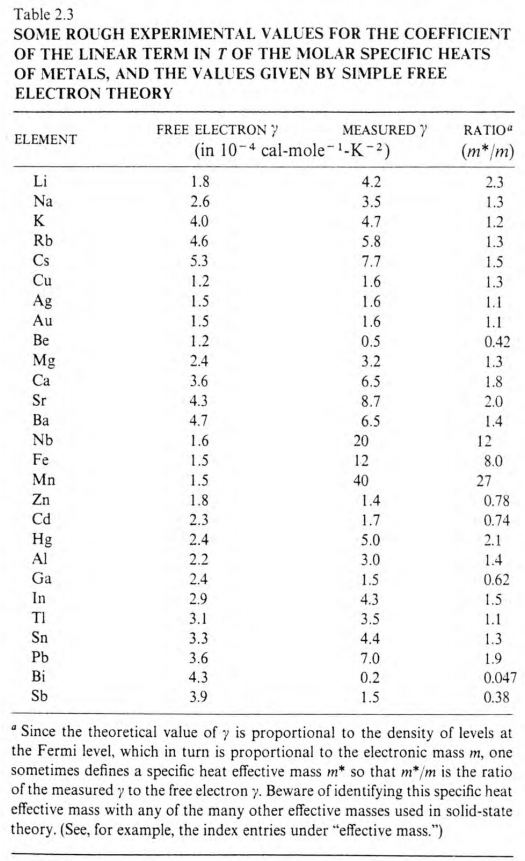 Table 2.3
SOME ROUGH EXPERIMENTAL VALUES FOR THE COEFFICIENT
OF THE LINEAR TERM IN T OF THE MOLAR SPECIFIC HEATS
OF METALS, AND THE VALUES GIVEN BY SIMPLE FREE
ELECTRON THEORY
ELEMENT FREE ELECTRON γ MEASURED γ RATIOᵃ
(in 10⁻⁴ cal-mole⁻¹-K⁻²) (m*/m)
Li 1.8 4.2 2.3
Na 2.6 3.5 1.3
K 4.0 4.7 1.2
Rb 4.6 5.8 1.3
Cs 5.3 7.7 1.5
Cu 1.2 1.6 1.3
Ag 1.5 1.6 1.1
Au 1.5 1.6 1.1
Be 1.2 0.5 0.42
Mg 2.4 3.2 1.3
Ca 3.6 6.5 1.8
Sr 4.3 8.7 2.0
Ba 4.7 6.5 1.4
Nb 1.6 20 12
Fe 1.5 12 8.0
Mn 1.5 40 27
Zn 1.8 1.4 0.78
Cd 2.3 1.7 0.74
Hg 2.4 5.0 2.1
Al 2.2 3.0 1.4
Ga 2.4 1.5 0.62
In 2.9 4.3 1.5
Tl 3.1 3.5 1.1
Sn 3.3 4.4 1.3
Pb 3.6 7.0 1.9
Bi 4.3 0.2 0.047
Sb 3.9 1.5 0.38
ᵃ Since the theoretical value of γ is proportional to the density of levels at
the Fermi level, which in turn is proportional to the electronic mass m, one
sometimes defines a specific heat effective mass m* so that m*/m is the ratio
of the measured γ to the free electron γ. Beware of identifying this specific heat
effective mass with any of the many other effective masses used in solid-state
theory. (See, for example, the index entries under “effective mass.”)